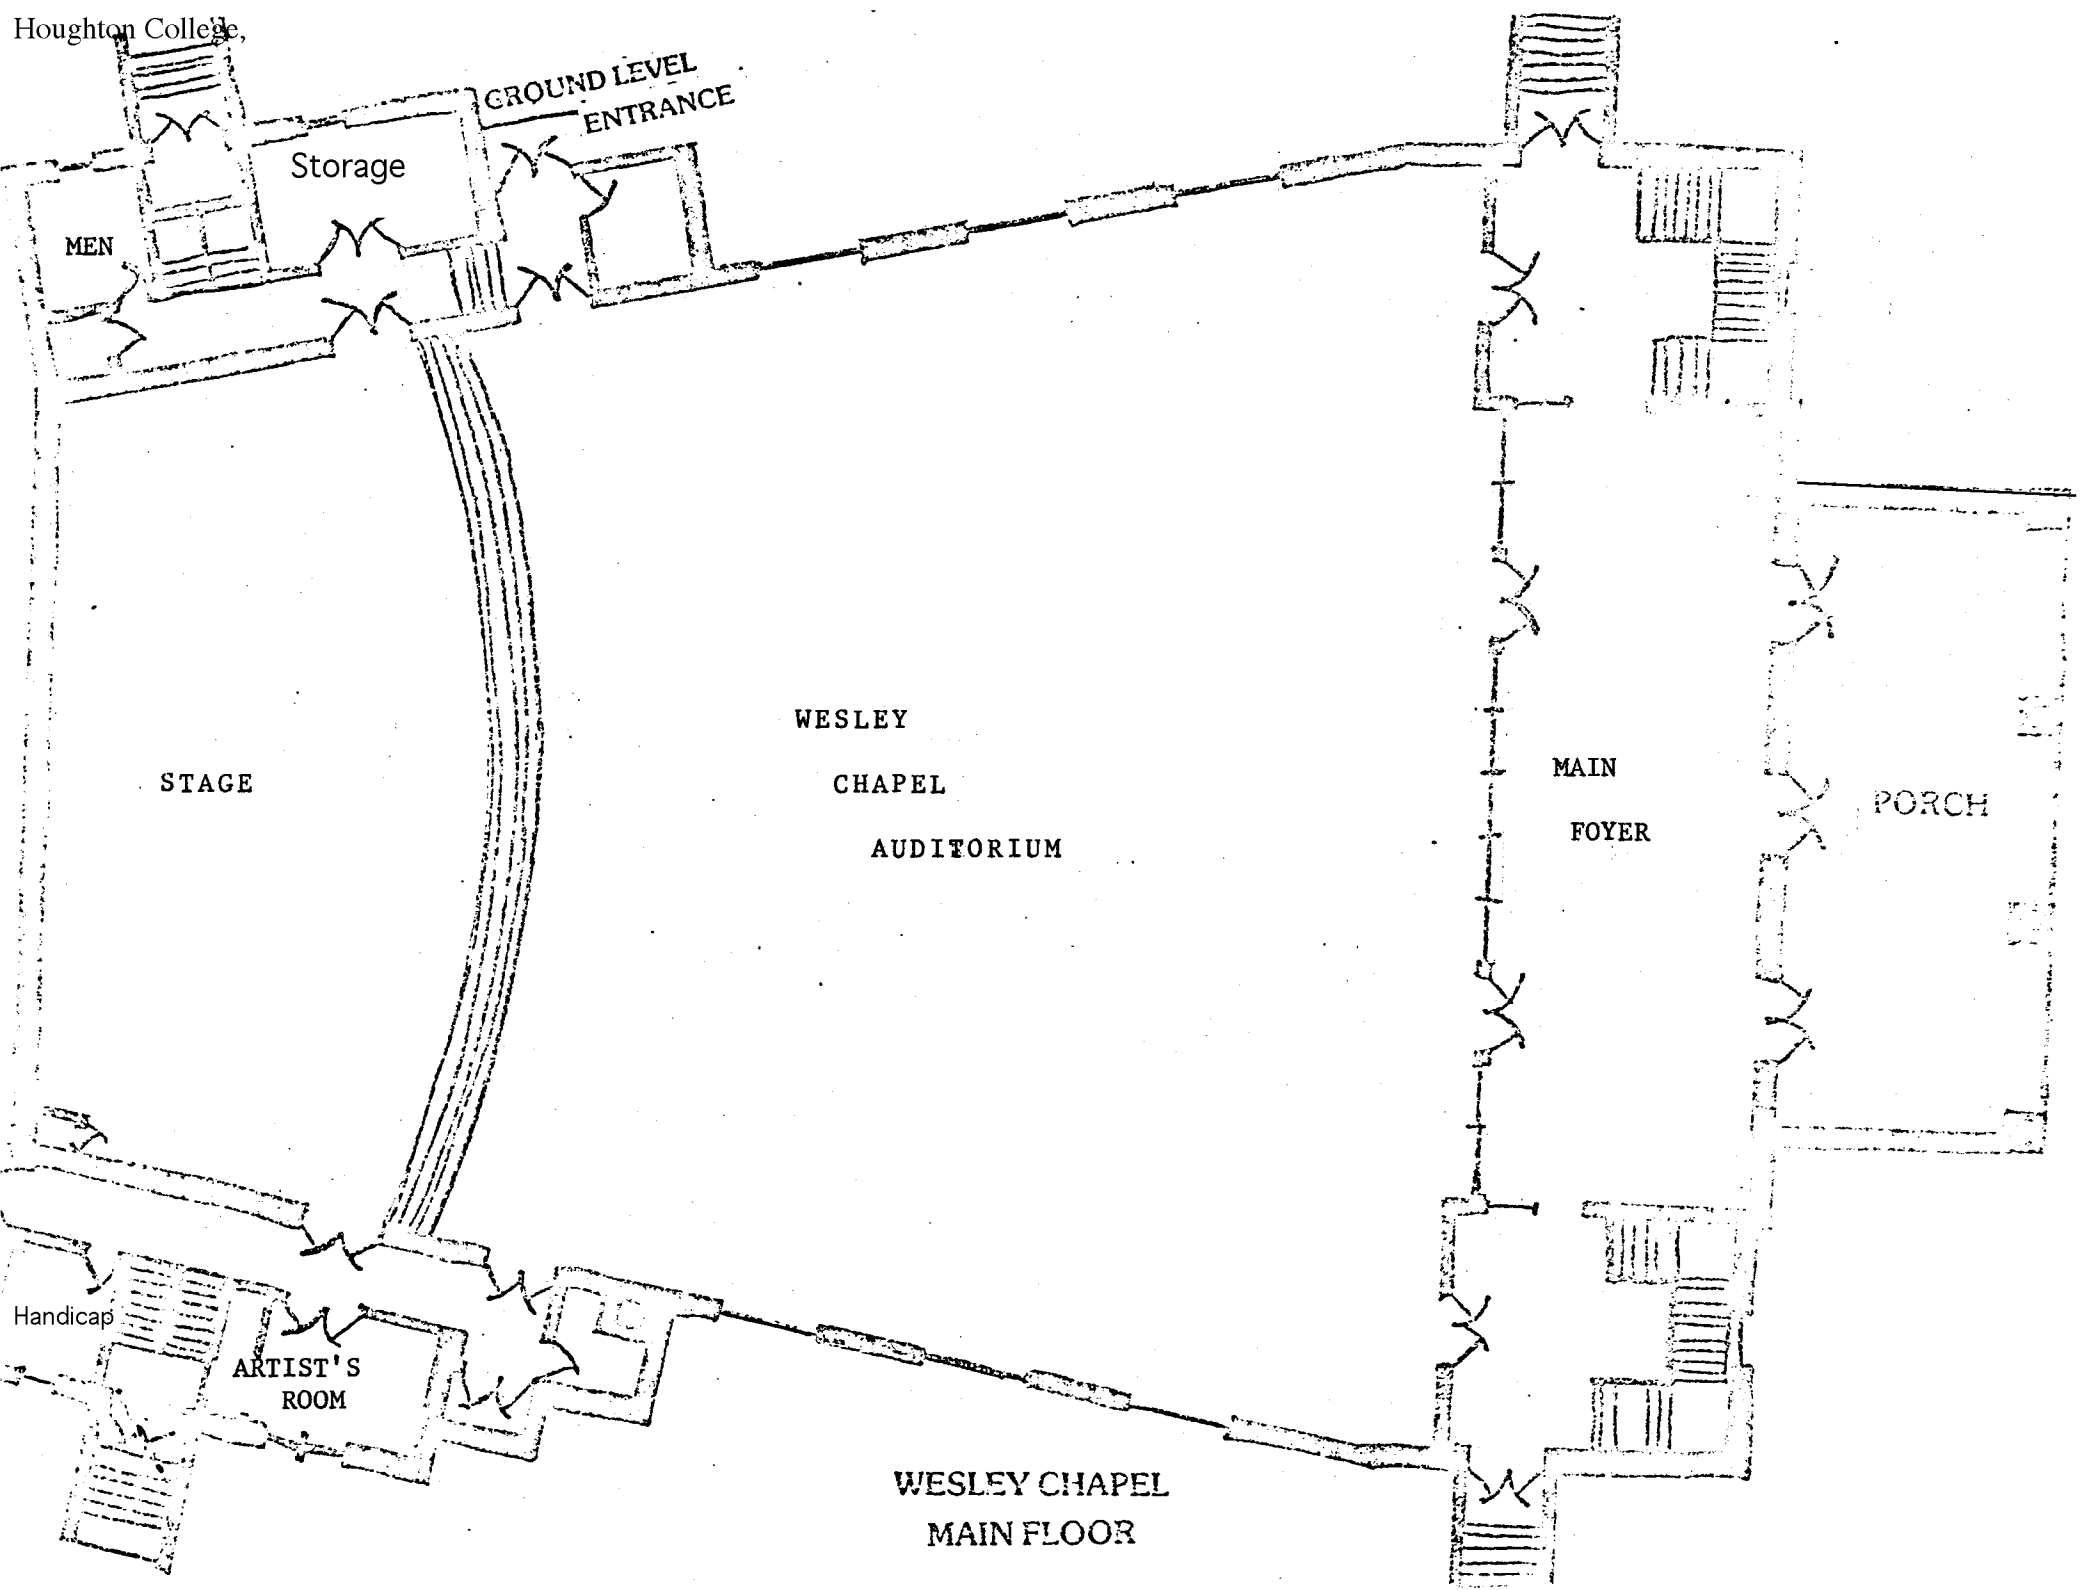 Houghton College,
GROUND LEVEL
ENTRANCE
Storage
MEN
WESLEY
CHAPEL
AUDITORIUM
STAGE
MAIN
FOYER
PORCH
Handicap
ARTIST'S
ROOM
WESLEY CHAPEL
MAIN FLOOR